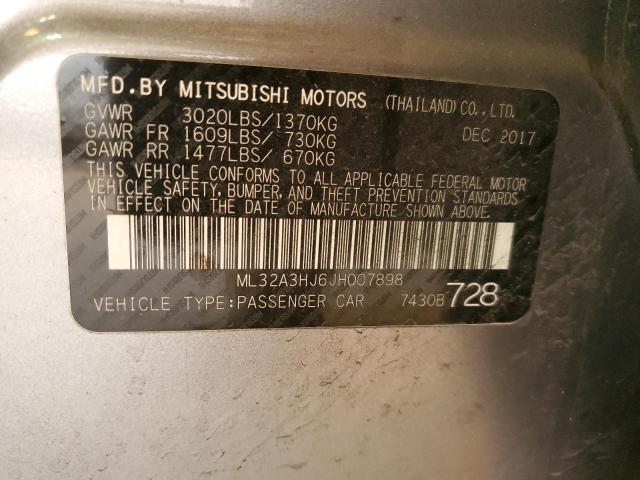 MFD.BY MITSUBISHI MOTORS (THAILAND) CO., LTD.
GVWR 3020LBS/1370KG DEC 2017
GAWR FR 1609LBS/ 730KG
GAWR RR 1477LBS/ 670KG
THIS VEHICLE CONFORMS TO ALL APPLICABLE FEDERAL MOTOR
VEHICLE SAFETY, BUMPER, AND THEFT PREVENTION STANDARDS
IN EFFECT ON THE DATE OF MANUFACTURE SHOWN ABOVE.
ML32A3HJ6JH007898
VEHICLE TYPE:PASSENGER CAR 7430B 728